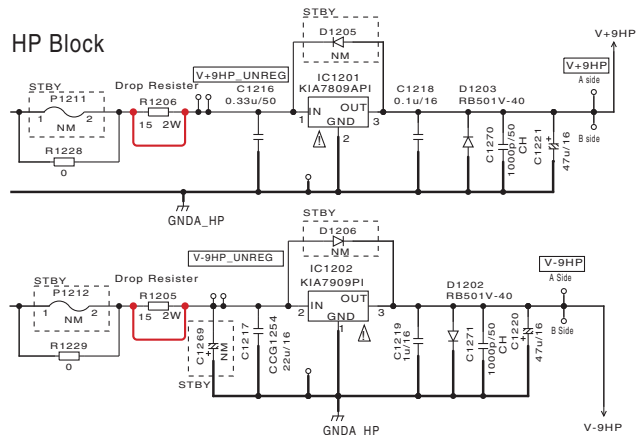 HP Block
STBY
P1211
1 2
NM
R1228
0
Drop Resister
R1206
15 2W
V+9HP_UNREG
C1216
0.33u/50
STBY
D1205
NM
IC1201
KIA7809API
IN OUT
1 GND 3
2
C1218
0.1u/16
D1203
RB501V-40
C1270
1000p/50
CH
C1221
47u/16
V+9HP
V+9HP
A side
B side
GNDA_HP
STBY
P1212
1 2
NM
R1229
0
Drop Resister
R1205
15 2W
V-9HP_UNREG
C1269
NM
STBY
C1217
CCG1254
22u/16
STBY
D1206
NM
IC1202
KIA7909PI
IN OUT
2 GND 3
1
C1219
1u/16
D1202
RB501V-40
C1271
1000p/50
CH
C1220
47u/16
V-9HP
A Side
B Side
V-9HP
GNDA_HP